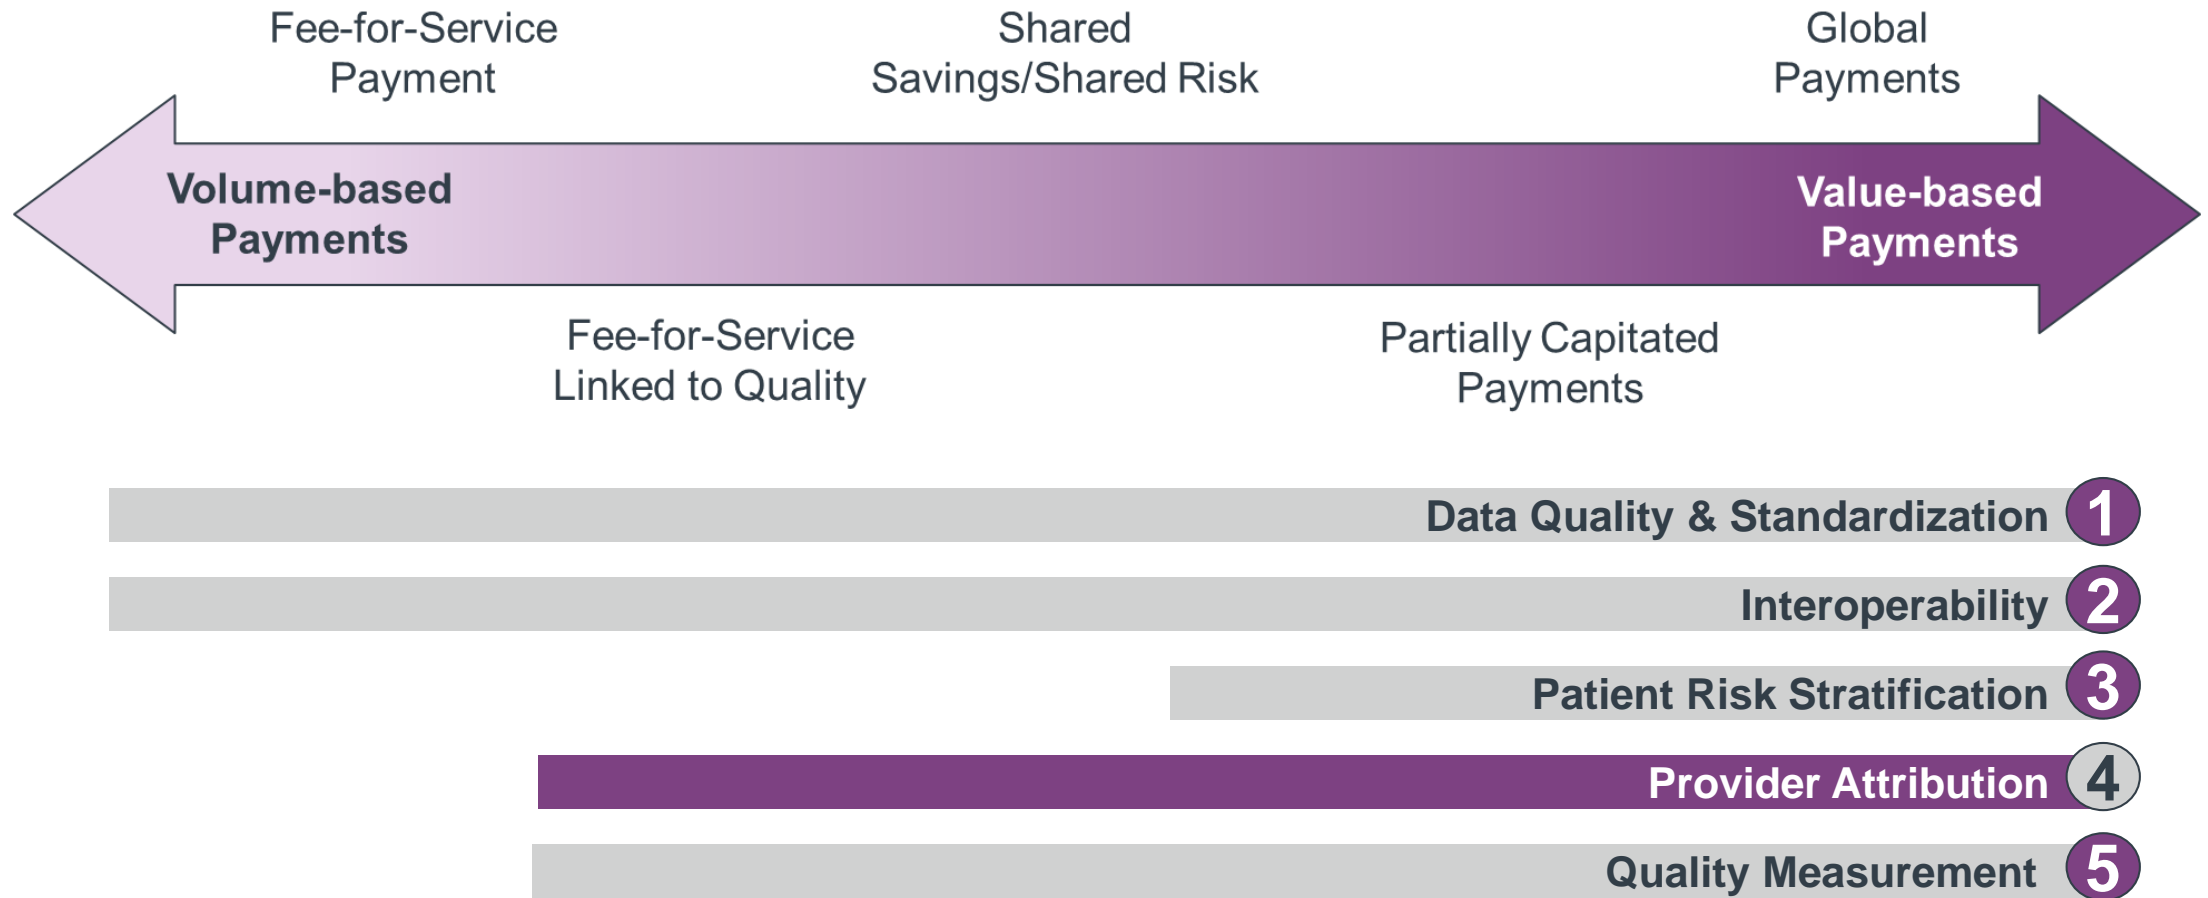 Fee-for-Service
Payment
Shared
Savings/Shared Risk
Global
Payments
Volume-based
Payments
Value-based
Payments
Fee-for-Service
Linked to Quality
Partially Capitated
Payments
Data Quality & Standardization 1
Interoperability 2
Patient Risk Stratification 3
Provider Attribution 4
Quality Measurement 5